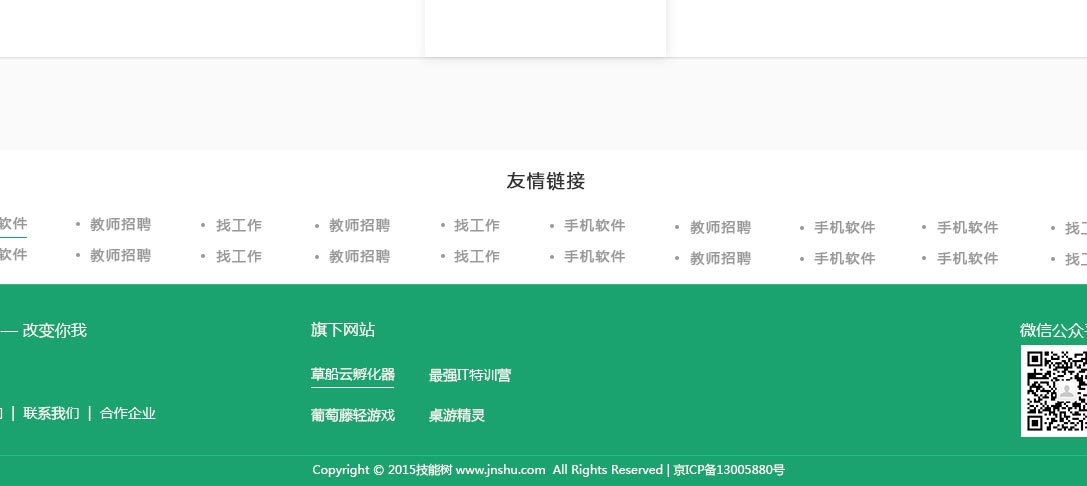 友情链接
软件 • 教师招聘 • 找工作 • 教师招聘 • 找工作 • 手机软件 • 教师招聘 • 手机软件 • 手机软件 • 找
软件 • 教师招聘 • 找工作 • 教师招聘 • 找工作 • 手机软件 • 教师招聘 • 手机软件 • 手机软件 • 找
— 改变你我
旗下网站
微信公众
草船云孵化器 最强IT特训营
| 联系我们 | 合作企业
葡萄藤轻游戏 桌游精灵
Copyright © 2015技能树 www.jnshu.com All Rights Reserved | 京ICP备13005880号